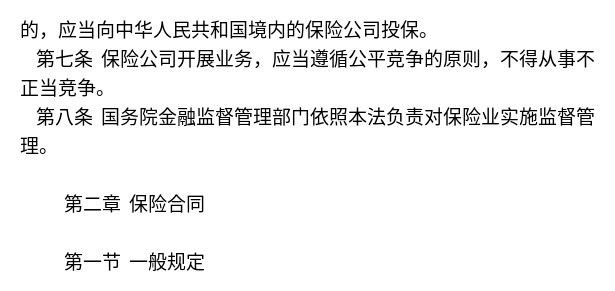 的，应当向中华人民共和国境内的保险公司投保。
第七条 保险公司开展业务，应当遵循公平竞争的原则，不得从事不
正当竞争。
第八条 国务院金融监督管理部门依照本法负责对保险业实施监督管
理。
第二章 保险合同
第一节 一般规定